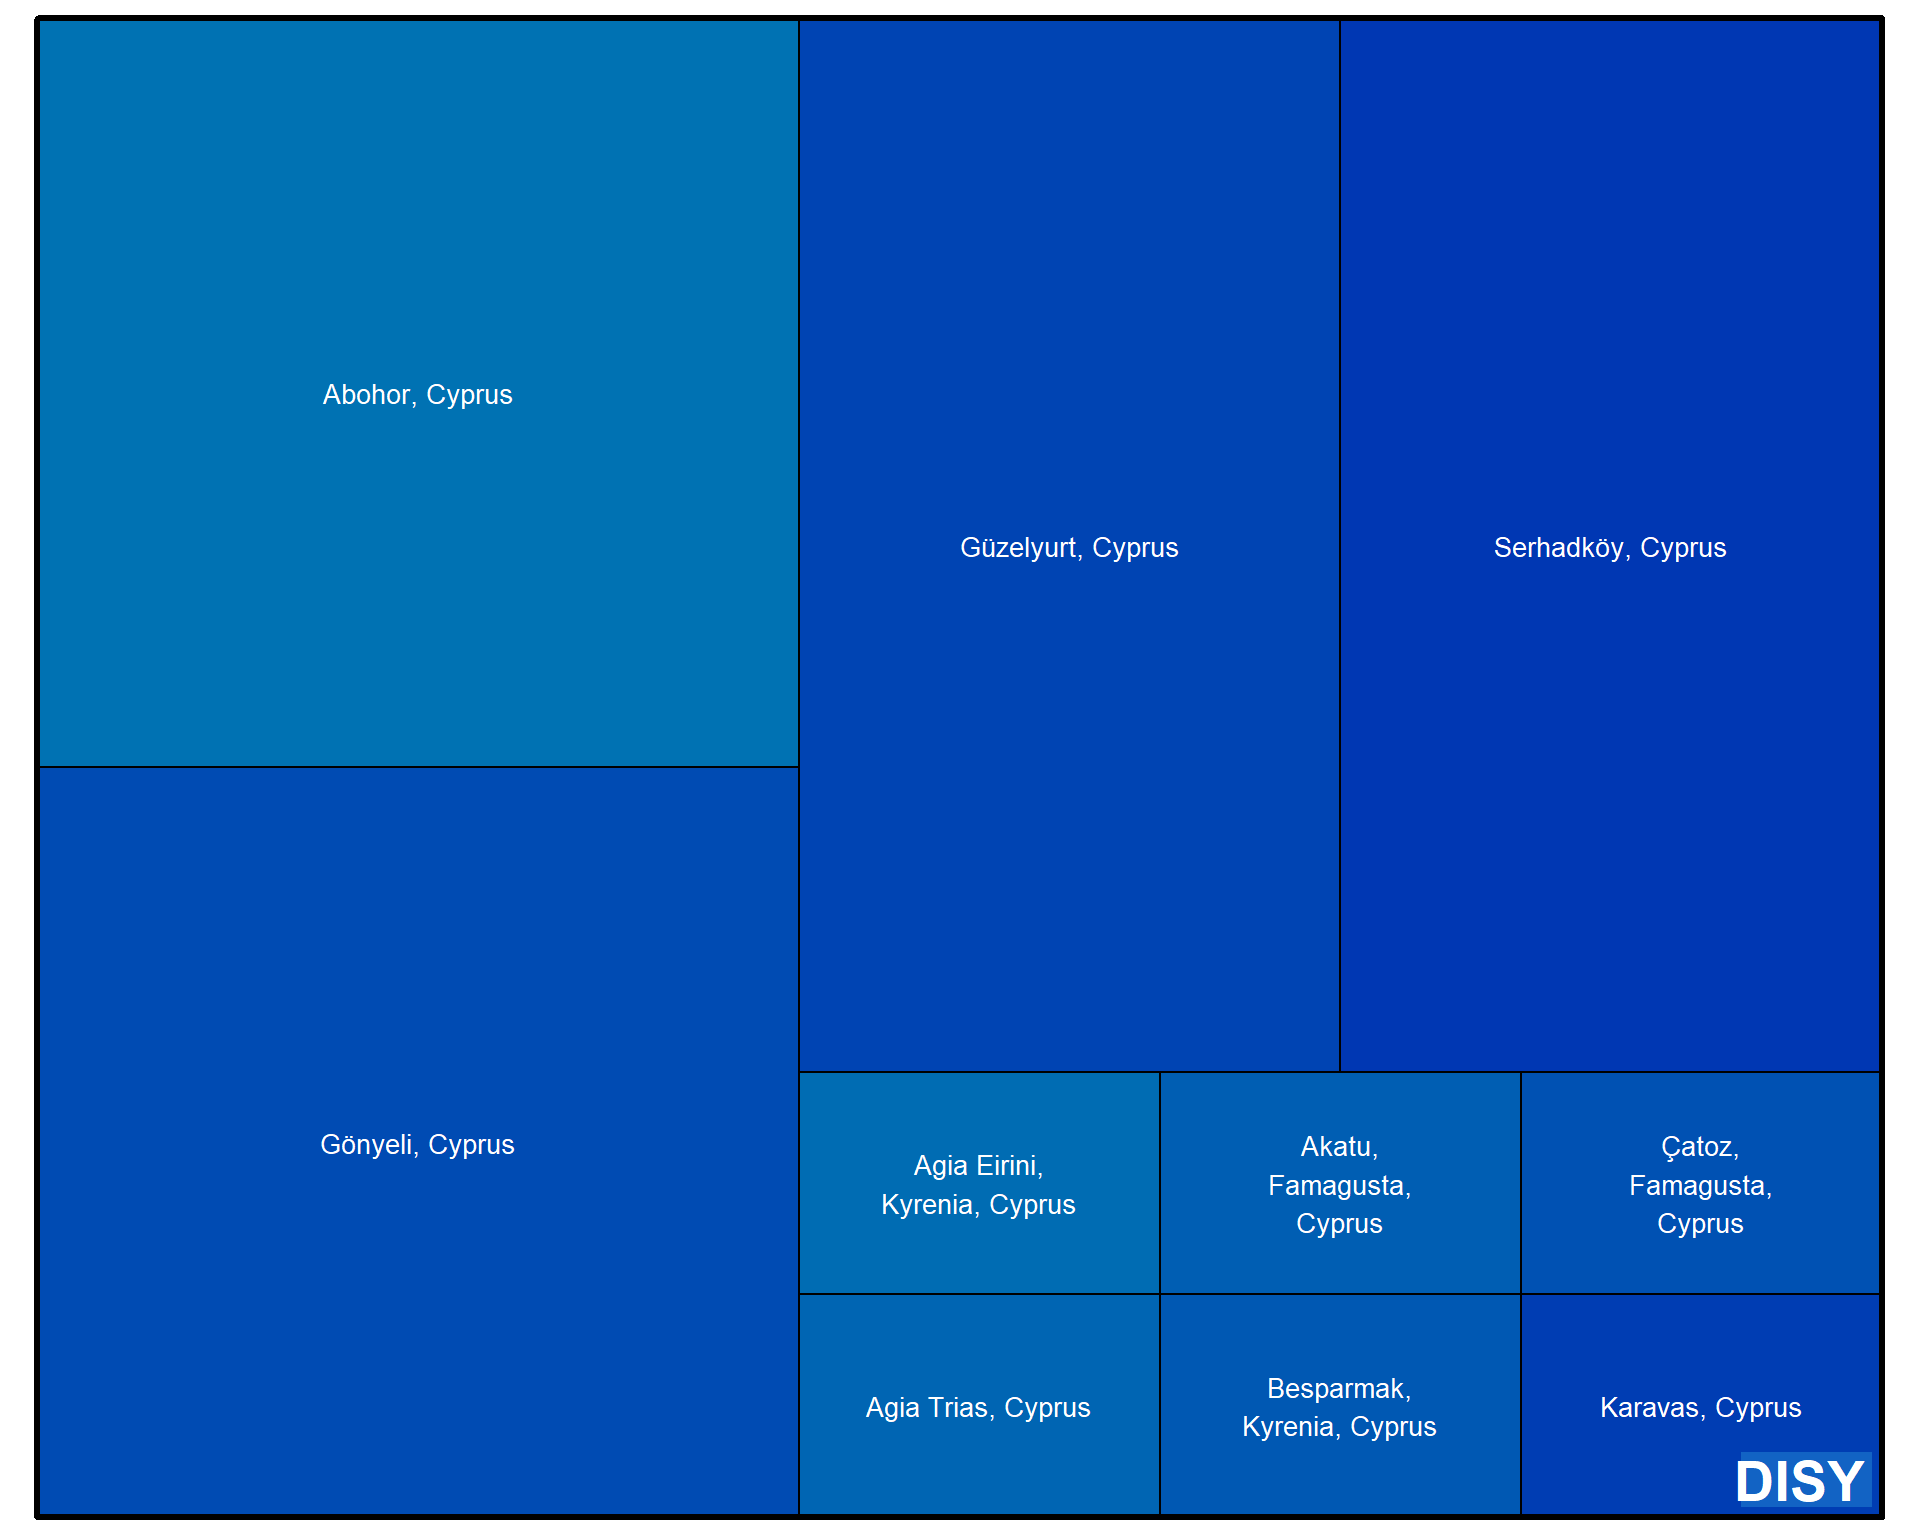 Abohor, Cyprus
Güzelyurt, Cyprus
Serhadköy, Cyprus
Gönyeli, Cyprus
Agia Eirini,
Kyrenia, Cyprus
Akatu,
Famagusta,
Cyprus
Çatoz,
Famagusta,
Cyprus
Agia Trias, Cyprus
Besparmak,
Kyrenia, Cyprus
Karavas, Cyprus
DISY